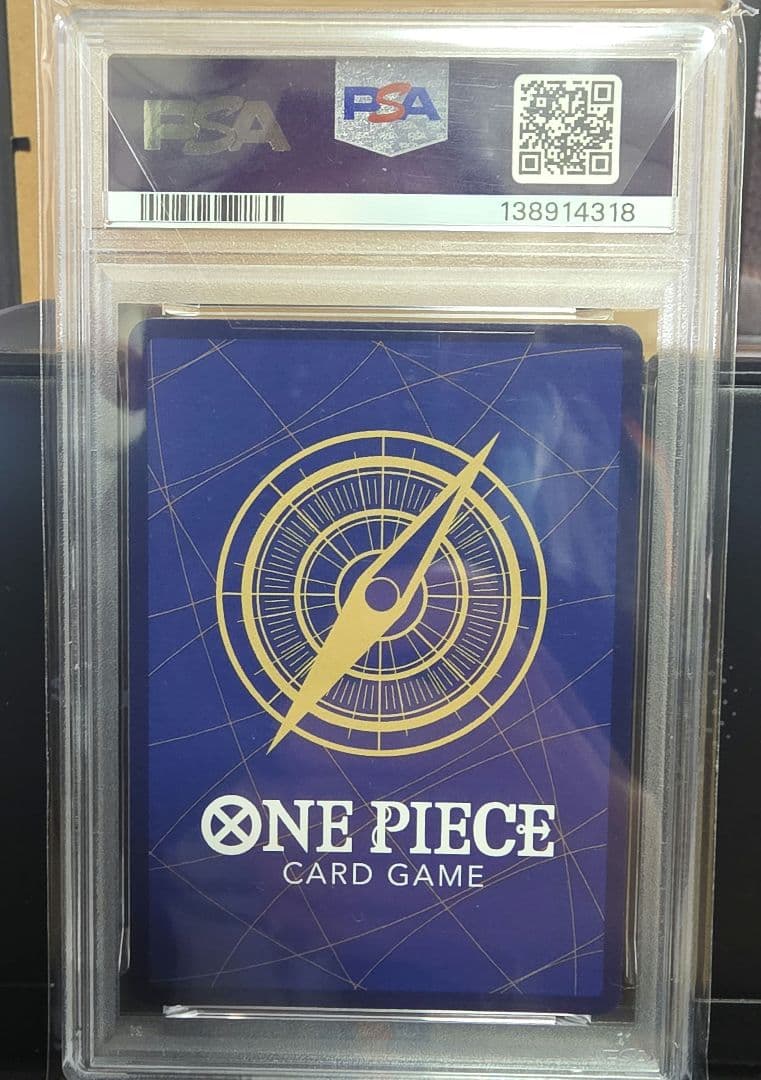 PSA
PSA
138914318
ONE PIECE
CARD GAME